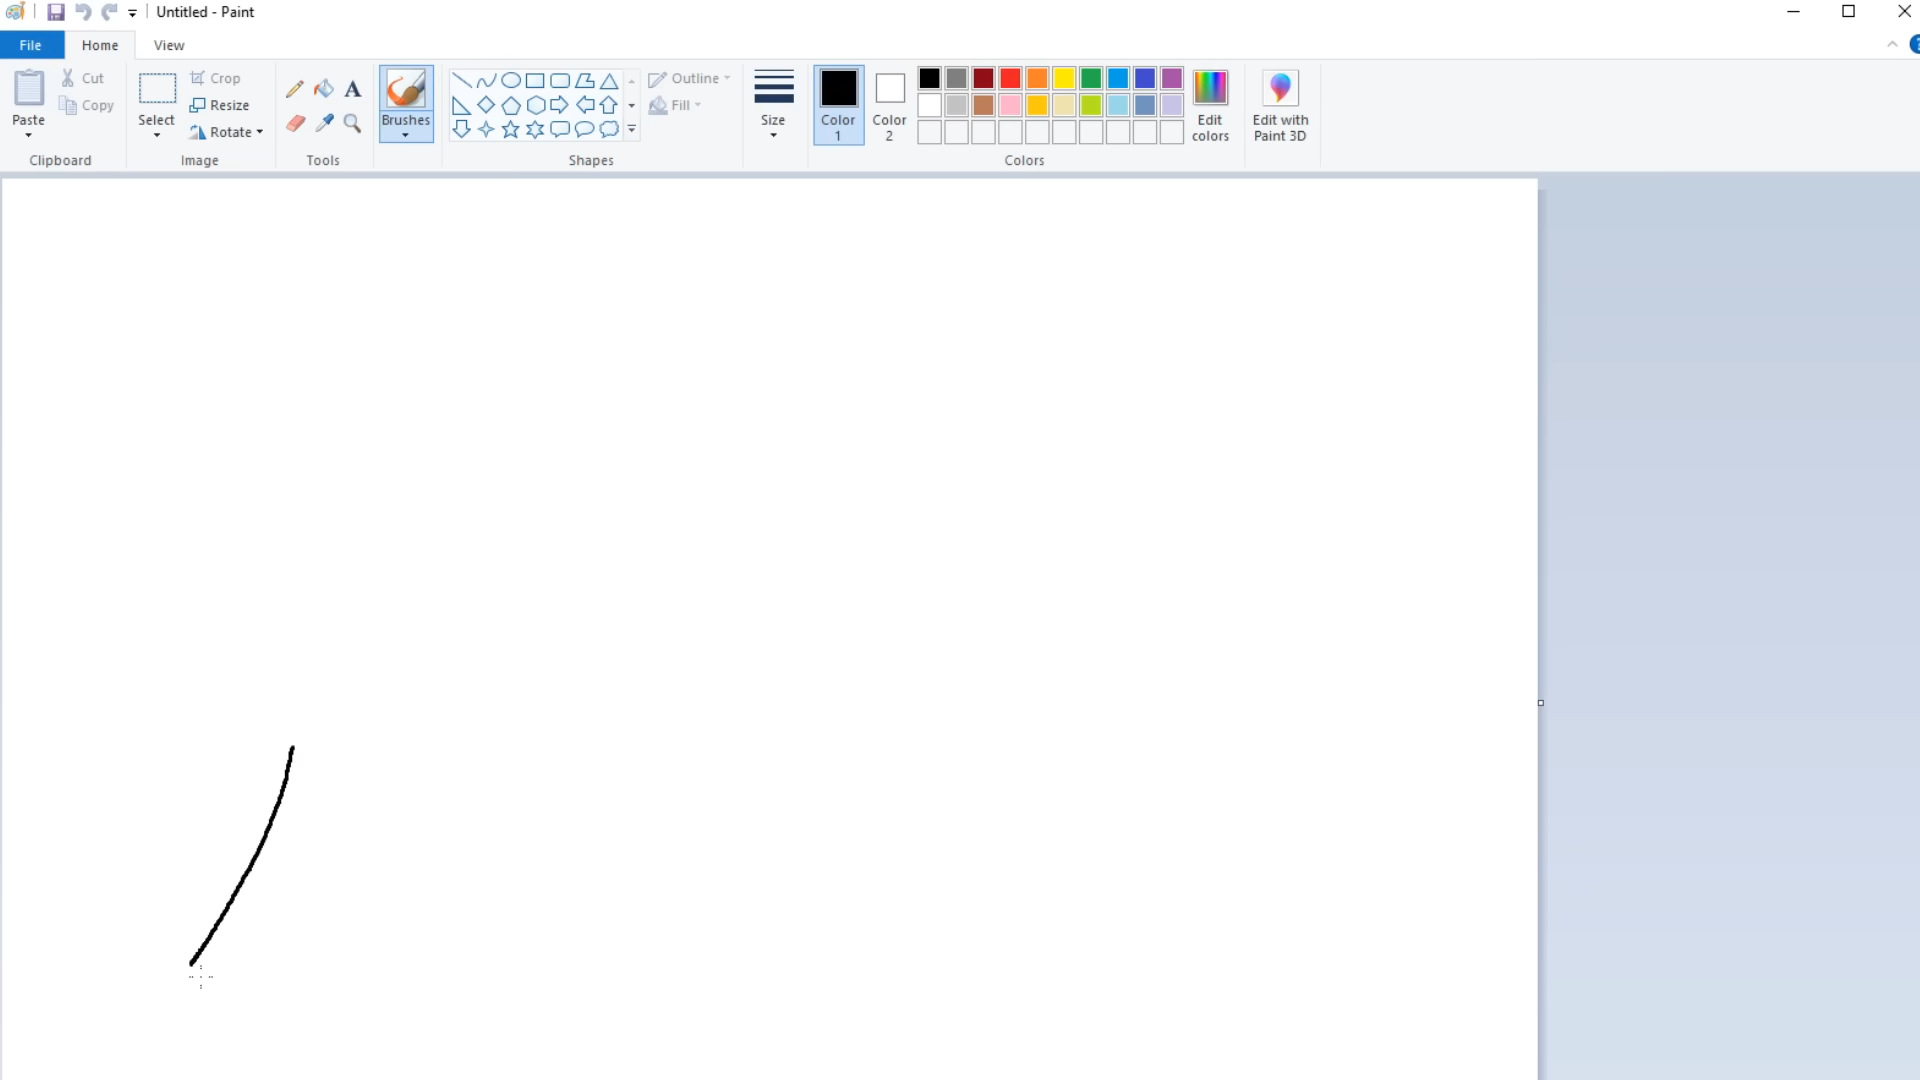 Untitled - Paint
File Home View
Paste Cut Copy
Clipboard
Select Crop Resize Rotate
Image
A
Tools
Brushes
Outline Fill
Shapes
Size
Color 1
Color 2
Edit colors
Colors
Edit with Paint 3D